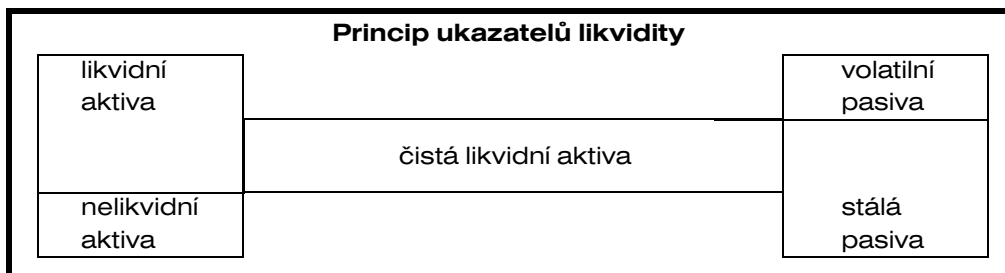 Princip ukazatelů likvidity
likvidní
aktiva
volatilní
pasiva
čistá likvidní aktiva
nelikvidní
aktiva
stálá
pasiva